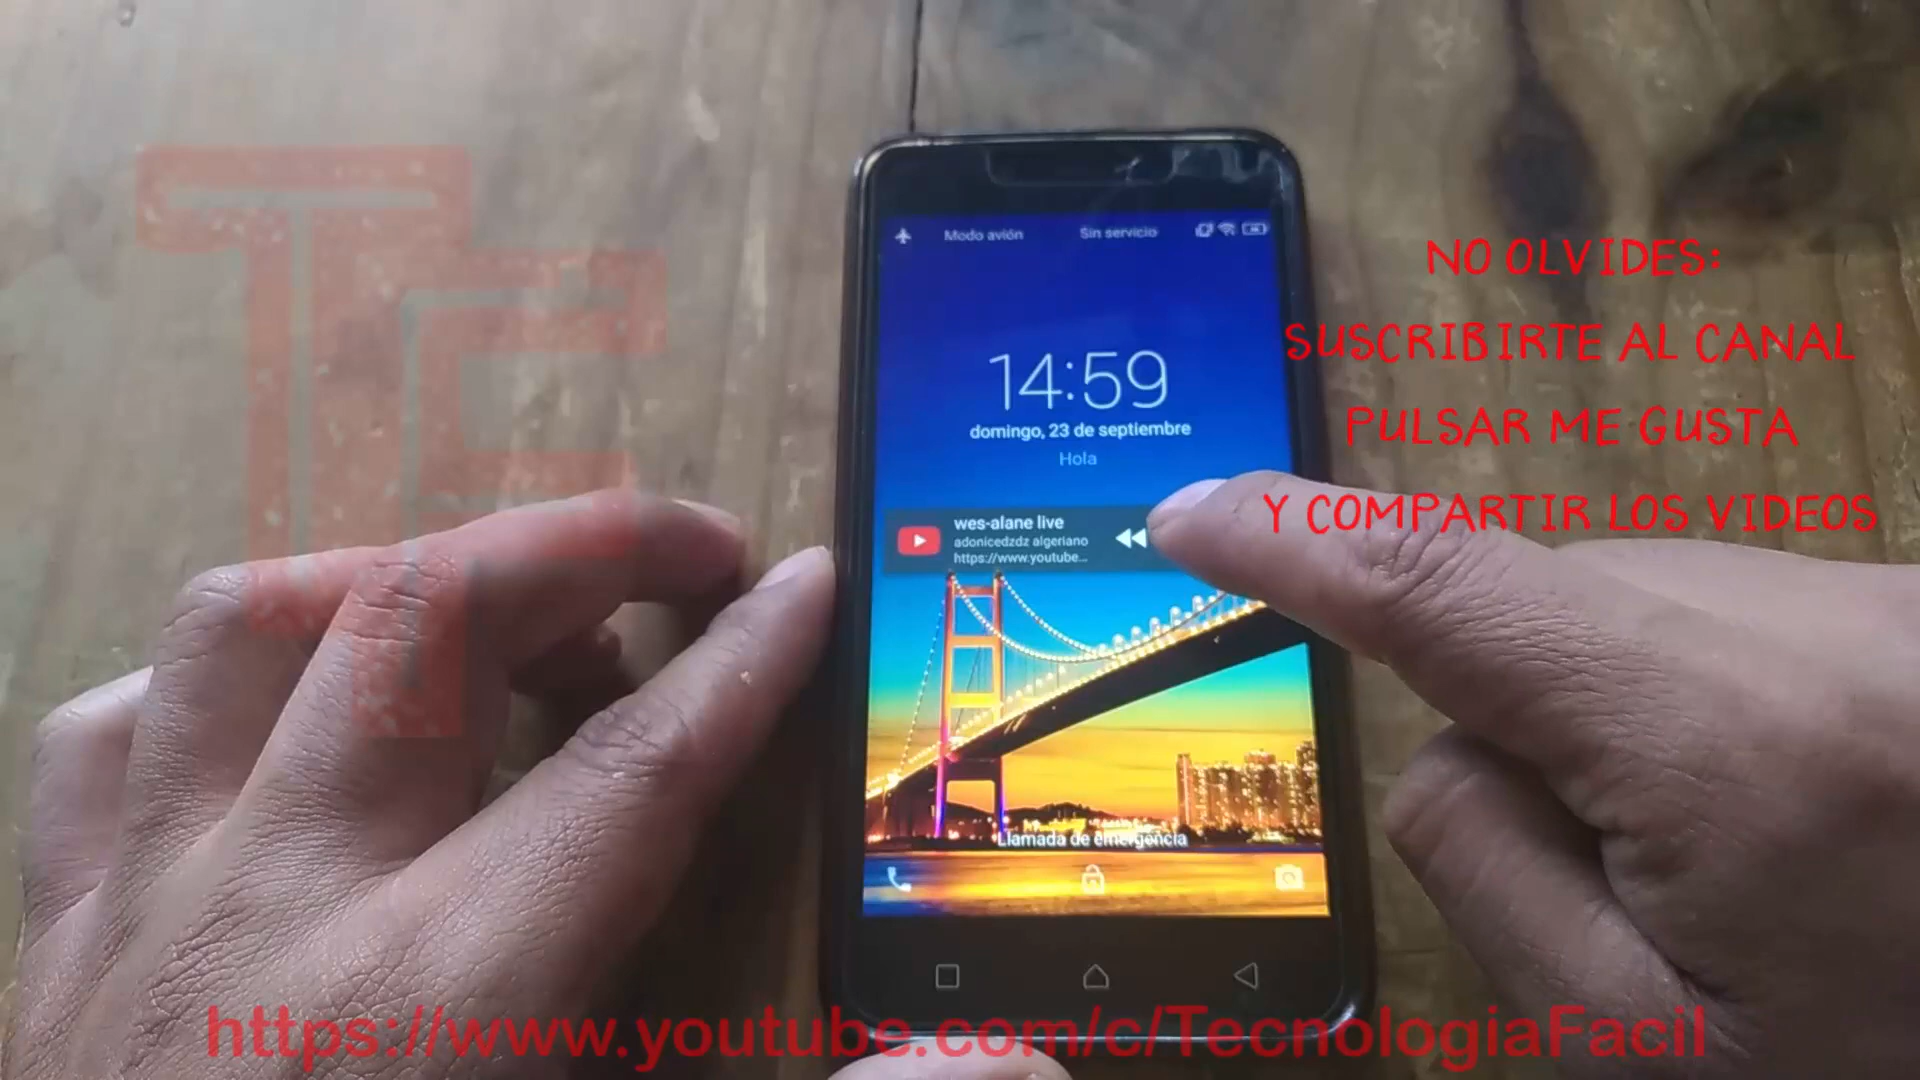 TF
Modo avión Sin servicio
14:59
domingo, 23 de septiembre
Hola
wes-alane live
adonicedzdz algeriano
https://www.youtube...
Llamada de emergencia
NO OLVIDES:
SUSCRIBIRTE AL CANAL
PULSAR ME GUSTA
Y COMPARTIR LOS VIDEOS
https://www.youtube.com/c/TecnologiaFacil